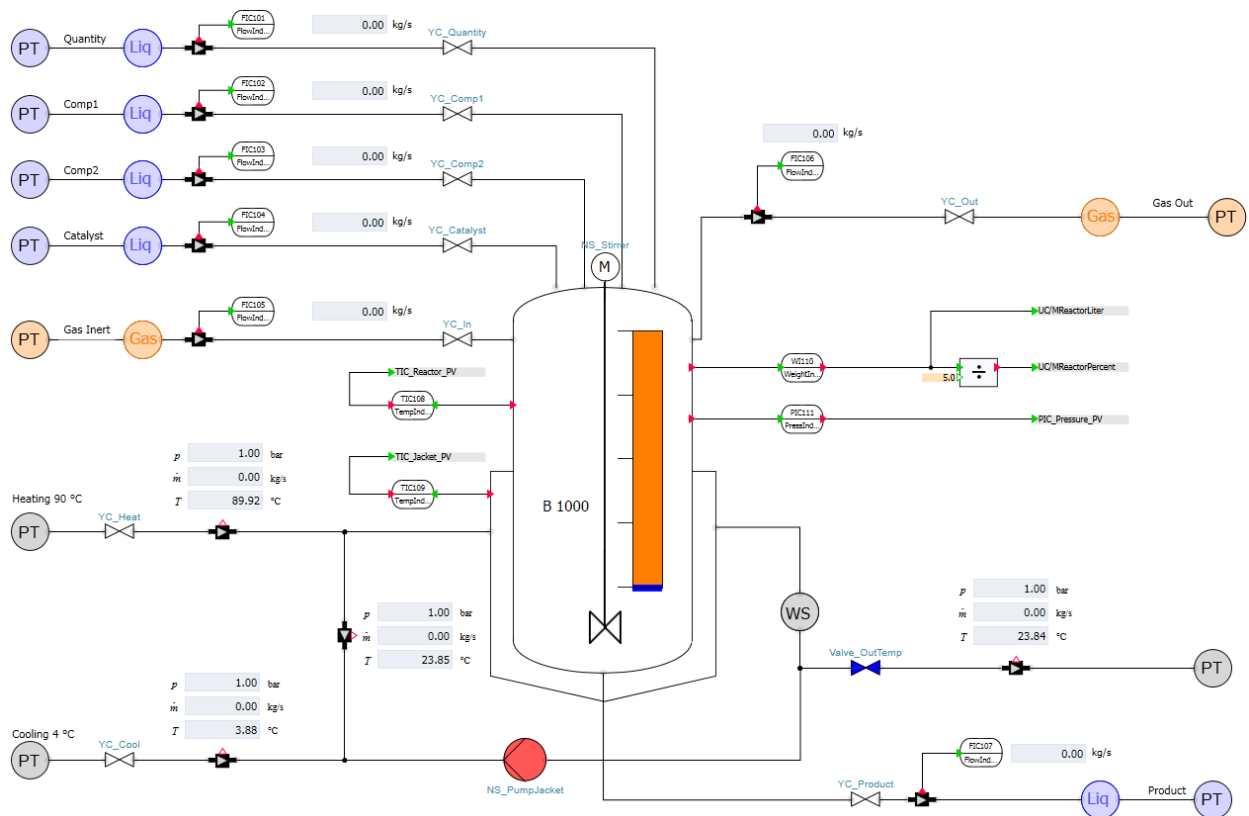 FIC101
FlowInd...
0.00 kg/s
YC_Quantity
PT
Quantity
Liq
FIC102
FlowInd...
0.00 kg/s
YC_Comp1
PT
Comp1
Liq
FIC103
FlowInd...
0.00 kg/s
YC_Comp2
PT
Comp2
Liq
FIC104
FlowInd...
0.00 kg/s
YC_Catalyst
PT
Catalyst
Liq
0.00 kg/s
FIC106
FlowInd...
YC_Out
Gas
Gas Out
PT
NS_Stirrer
M
FIC105
FlowInd...
0.00 kg/s
YC_In
PT
Gas Inert
Gas
UC/MReactorLiter
WI110
WeightIn...
5.0
÷
UC/MReactorPercent
TIC_Reactor_PV
TIC108
TempInd...
PIC111
PressInd...
PIC_Pressure_PV
TIC_Jacket_PV
TIC109
TempInd...
B 1000
p 1.00 bar
ṁ 0.00 kg/s
T 89.92 °C
Heating 90 °C
PT
YC_Heat
p 1.00 bar
ṁ 0.00 kg/s
T 23.85 °C
WS
p 1.00 bar
ṁ 0.00 kg/s
T 23.84 °C
Valve_OutTemp
PT
p 1.00 bar
ṁ 0.00 kg/s
T 3.88 °C
Cooling 4 °C
PT
YC_Cool
NS_PumpJacket
FIC107
FlowInd...
0.00 kg/s
YC_Product
Liq
Product
PT